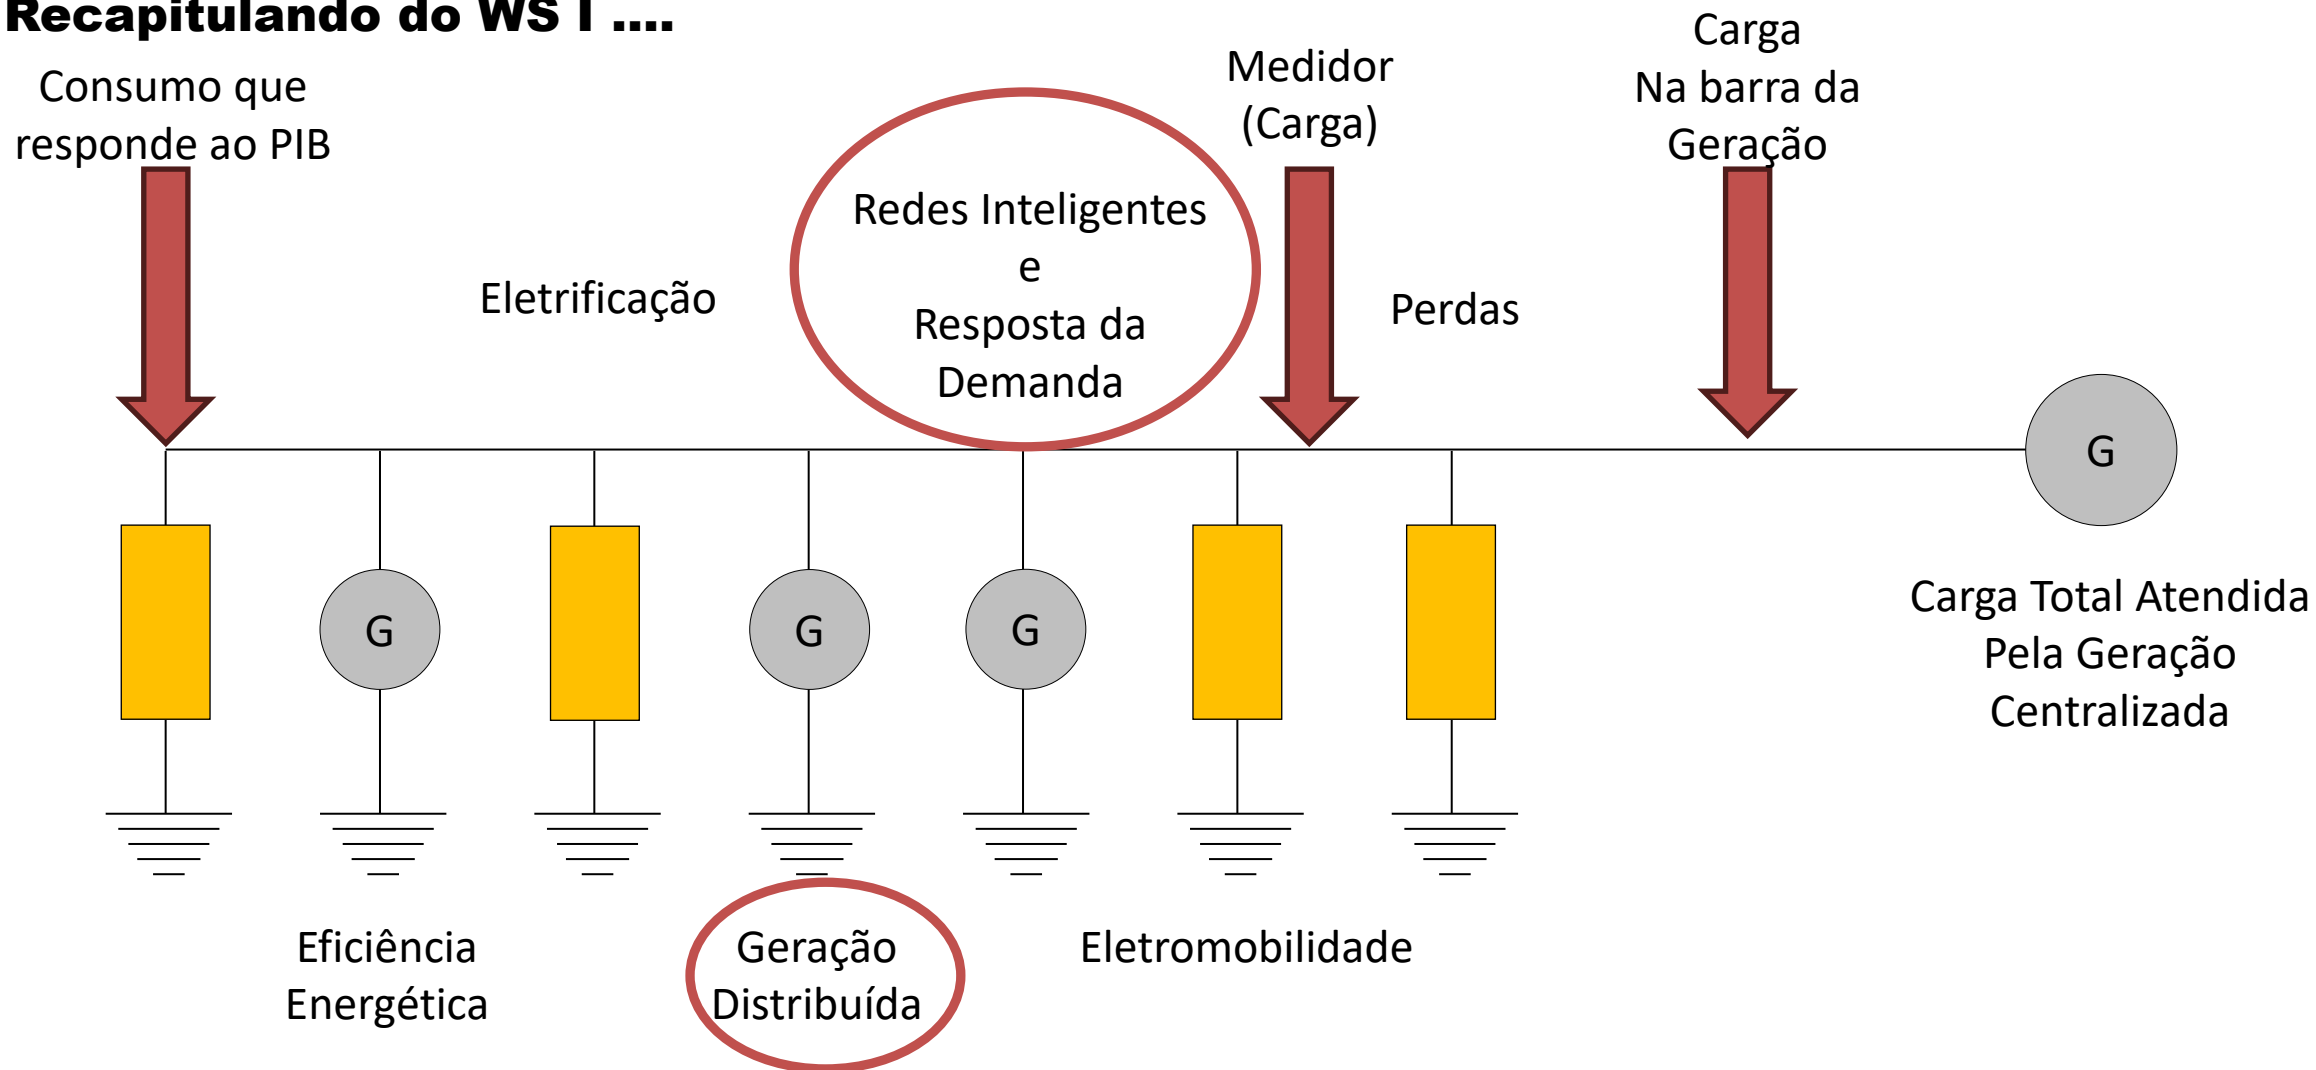 Recapitulando do WS I ....
Consumo que
responde ao PIB
Eletrificação
Redes Inteligentes
e
Resposta da
Demanda
Medidor
(Carga)
Perdas
Carga
Na barra da
Geração
G
G
G
G
Carga Total Atendida
Pela Geração
Centralizada
Eficiência
Energética
Geração
Distribuída
Eletromobilidade